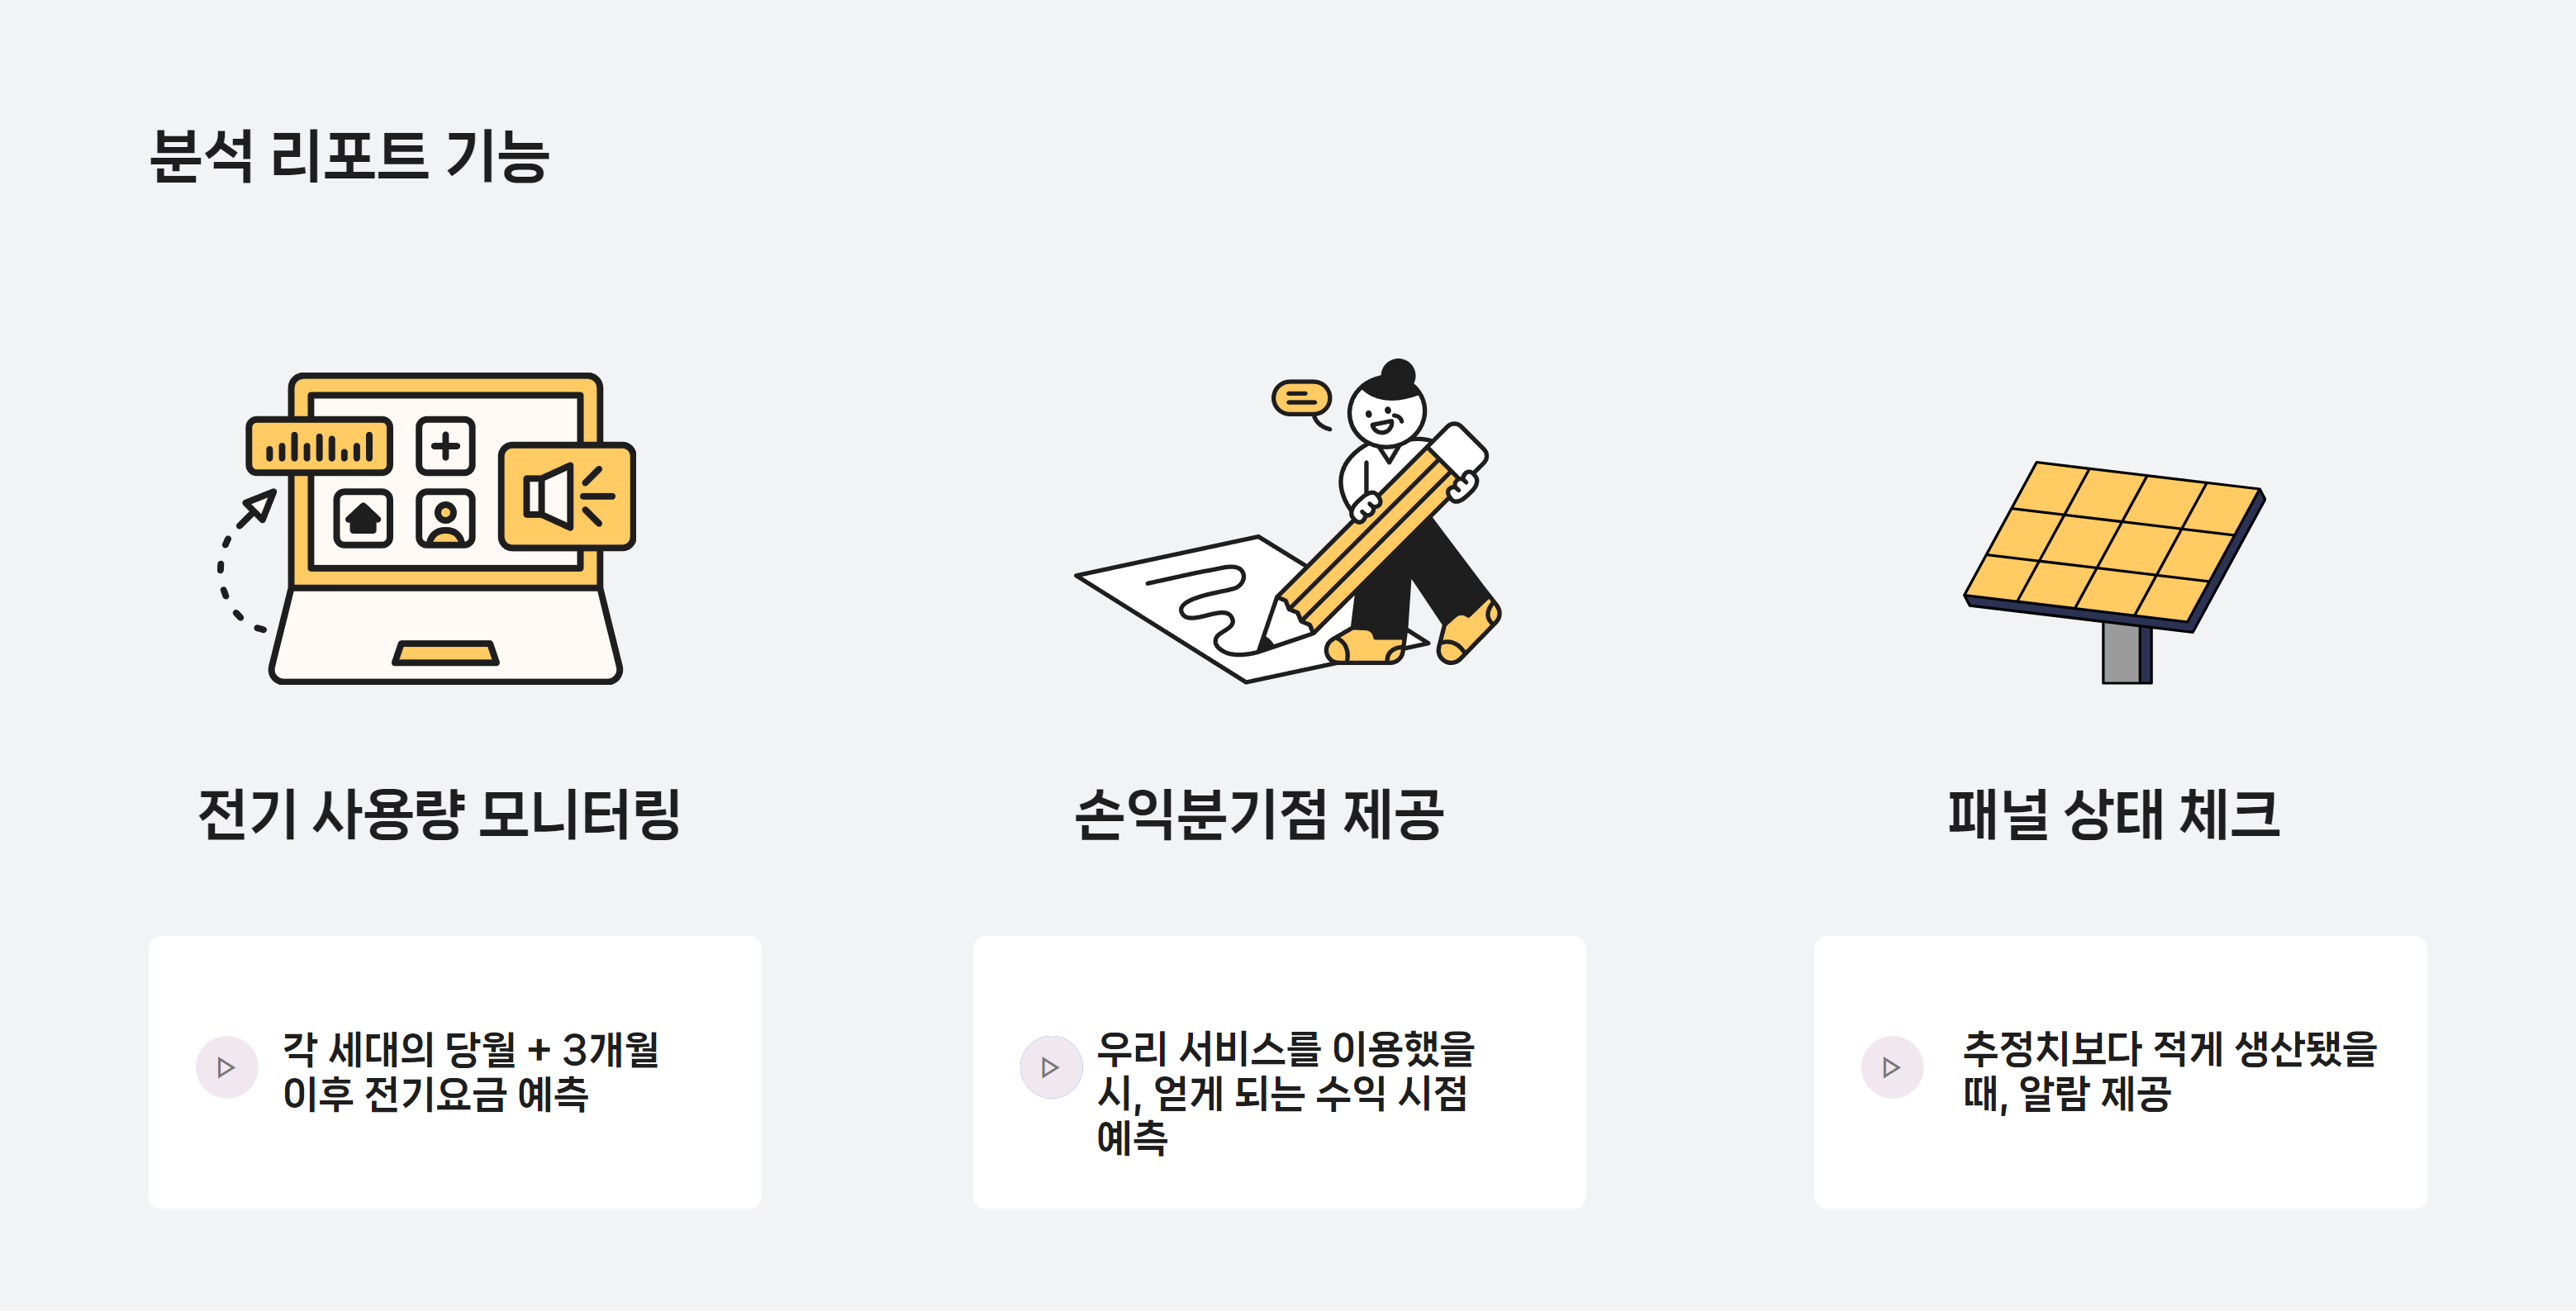 분석 리포트 기능
전기 사용량 모니터링
손익분기점 제공
패널 상태 체크
각 세대의 당월 + 3개월
이후 전기요금 예측
우리 서비스를 이용했을
시, 얻게 되는 수익 시점
예측
추정치보다 적게 생산됐을
때, 알람 제공